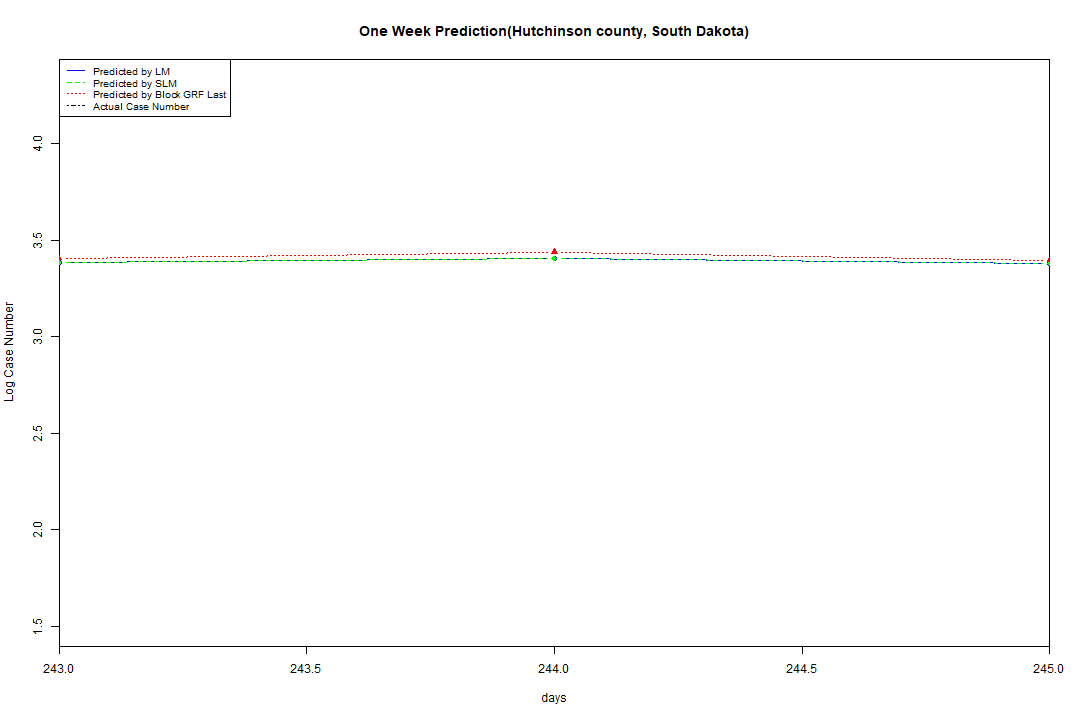 One Week Prediction(Hutchinson county, South Dakota)
Predicted by LM
Predicted by SLM
Predicted by Block GRF Last
Actual Case Number
4.0
3.5
3.0
2.5
2.0
1.5
Log Case Number
243.0 243.5 244.0 244.5 245.0
days